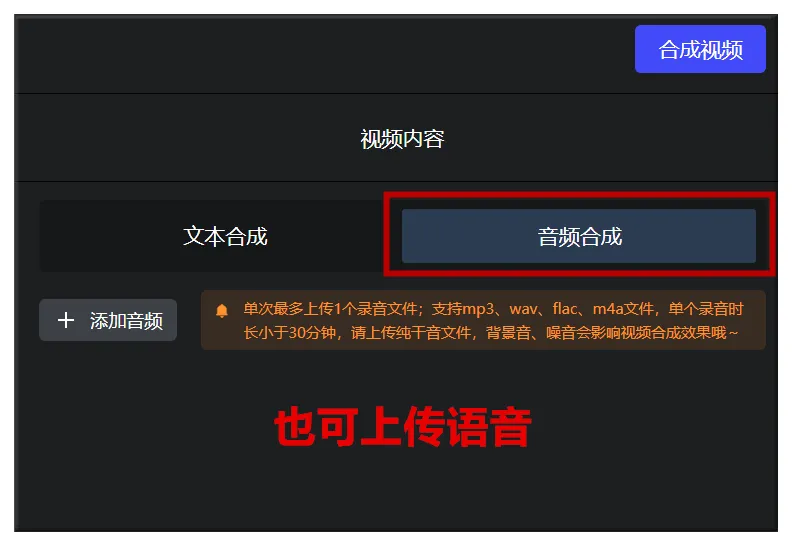 合成视频
视频内容
文本合成
音频合成
+ 添加音频
单次最多上传1个录音文件；支持mp3、wav、flac、m4a文件，单个录音时
长小于30分钟，请上传纯干音文件，背景音、噪音会影响视频合成效果哦～
也可上传语音